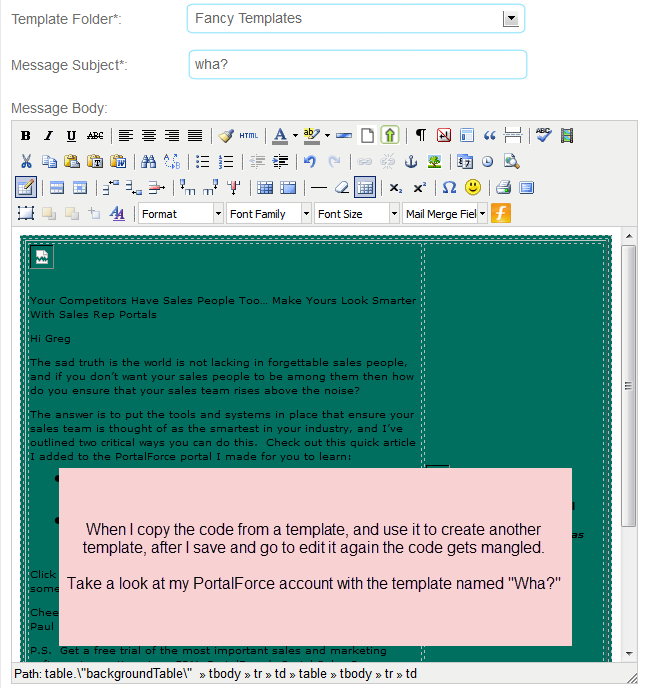 Template Folder*: Fancy Templates
Message Subject*: wha?
Message Body:
B I U ABC HTML A ab
ABC
T W A B
7
x₂ x² Ω
AA Format Font Family Font Size Mail Merge Fiel f
Your Competitors Have Sales People Too... Make Yours Look Smarter
With Sales Rep Portals
Hi Greg
The sad truth is the world is not lacking in forgettable sales people,
and if you don't want your sales people to be among them then how
do you ensure that your sales team rises above the noise?
The answer is to put the tools and systems in place that ensure your
sales team is thought of as the smartest in your industry, and I've
outlined two critical ways you can do this.  Check out this quick article
I added to the PortalForce portal I made for you to learn:
When I copy the code from a template, and use it to create another
template, after I save and go to edit it again the code gets mangled.
as
Take a look at my PortalForce account with the template named "Wha?"
Click
some
Chee
Paul
P.S.  Get a free trial of the most important sales and marketing
Path: table.\"backgroundTable\" » tbody » tr » td » table » tbody » tr » td